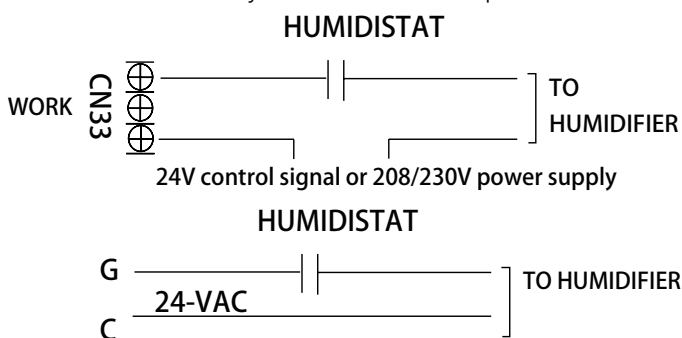 HUMIDISTAT
WORK
CN33
TO
HUMIDIFIER
24V control signal or 208/230V power supply
HUMIDISTAT
G
TO HUMIDIFIER
24-VAC
C